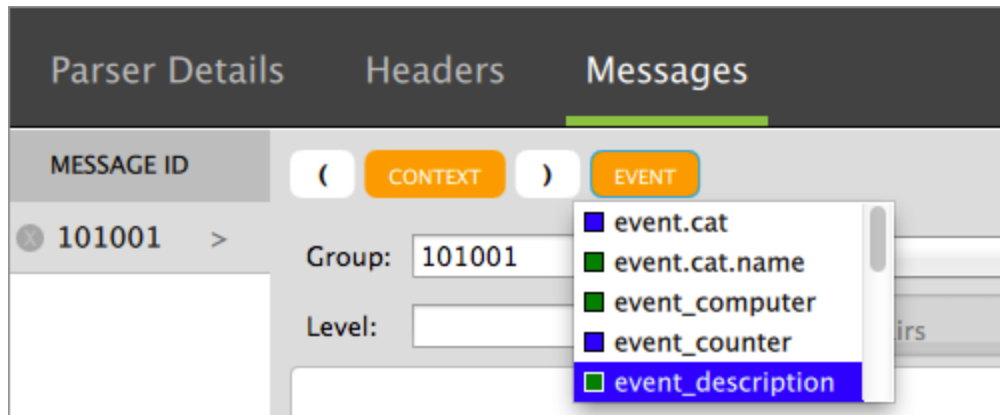 Parser Details Headers Messages
MESSAGE ID
( CONTEXT ) EVENT
X 101001 >
Group: 101001
Level:
event.cat
event.cat.name
event_computer
event_counter
event_description
irs